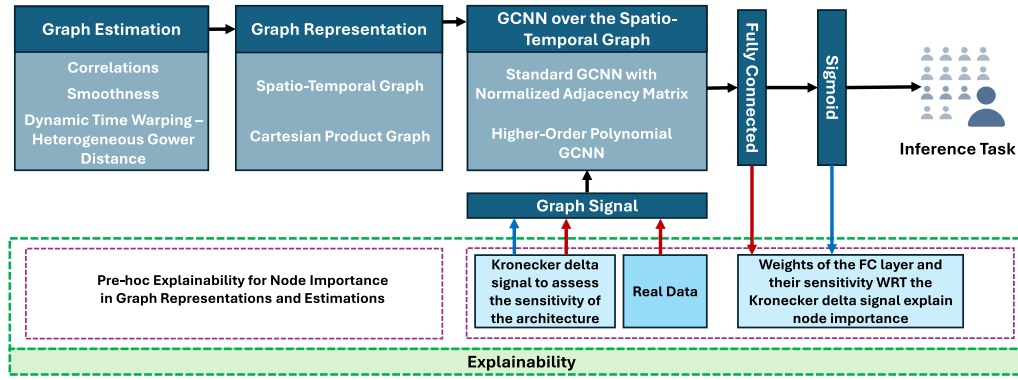 Graph Estimation
Correlations
Smoothness
Dynamic Time Warping –
Heterogeneous Gower
Distance
Graph Representation
Spatio-Temporal Graph
Cartesian Product Graph
GCNN over the Spatio-
Temporal Graph
Standard GCNN with
Normalized Adjacency Matrix
Higher-Order Polynomial
GCNN
Fully Connected
Sigmoid
Inference Task
Graph Signal
Pre-hoc Explainability for Node Importance
in Graph Representations and Estimations
Kronecker delta
signal to assess
the sensitivity of
the architecture
Real Data
Weights of the FC layer and
their sensitivity WRT the
Kronecker delta signal explain
node importance
Explainability